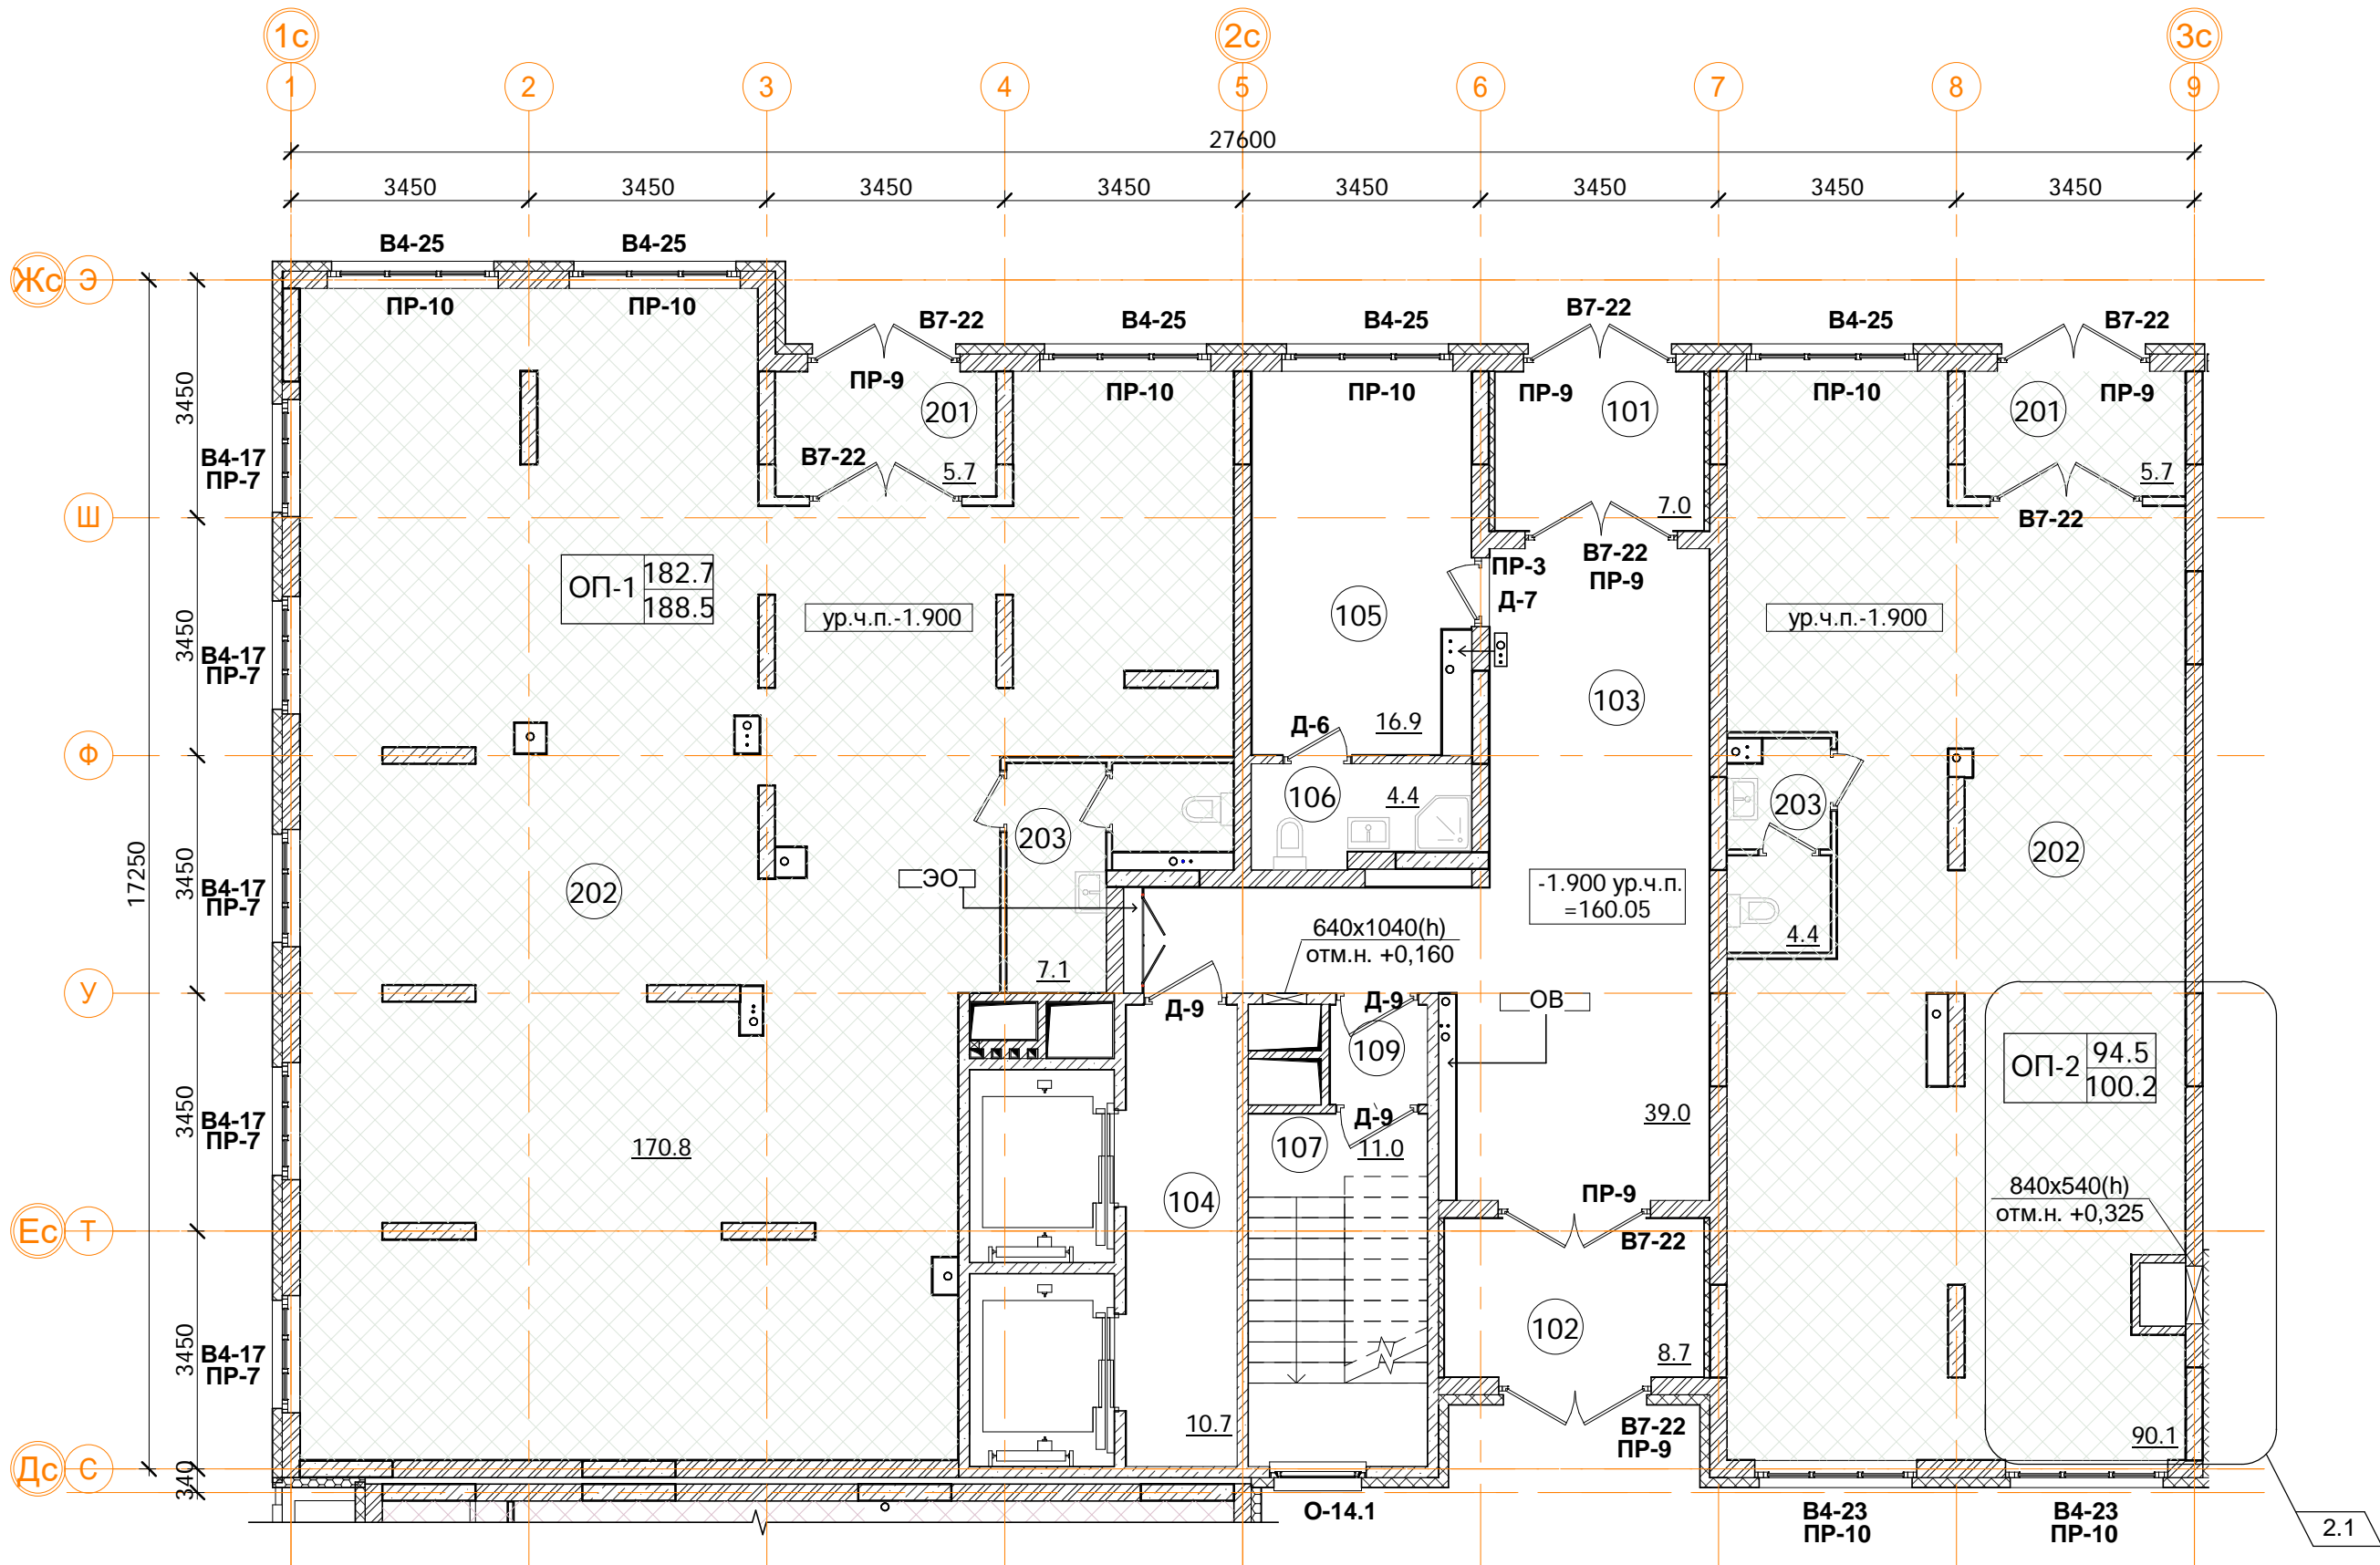 1с
2с
3с
1
2
3
4
5
6
7
8
9
27600
3450
3450
3450
3450
3450
3450
3450
3450
В4-25
В4-25
Жс
Э
ПР-10
ПР-10
В7-22
В4-25
В4-25
В7-22
В4-25
В7-22
ПР-9
ПР-10
ПР-10
ПР-9
ПР-10
ПР-9
201
101
201
3450
В4-17
ПР-7
В7-22
5.7
7.0
5.7
Ш
В7-22
ПР-3
В7-22
ПР-9
Д-7
ОП-1
182.7
188.5
ур.ч.п.-1.900
105
ур.ч.п.-1.900
3450
В4-17
ПР-7
103
Д-6
16.9
Ф
106
4.4
203
203
202
17250
3450
В4-17
ПР-7
202
ЭО
-1.900 ур.ч.п.
=160.05
640х1040(h)
отм.н. +0,160
4.4
7.1
У
Д-9
Д-9
ОВ
109
ОП-2
94.5
100.2
3450
В4-17
ПР-7
Д-9
39.0
107
11.0
170.8
104
ПР-9
840х540(h)
отм.н. +0,325
Ес
Т
В7-22
102
3450
В4-17
ПР-7
8.7
10.7
В7-22
ПР-9
90.1
Дс
С
340
О-14.1
В4-23
ПР-10
В4-23
ПР-10
2.1